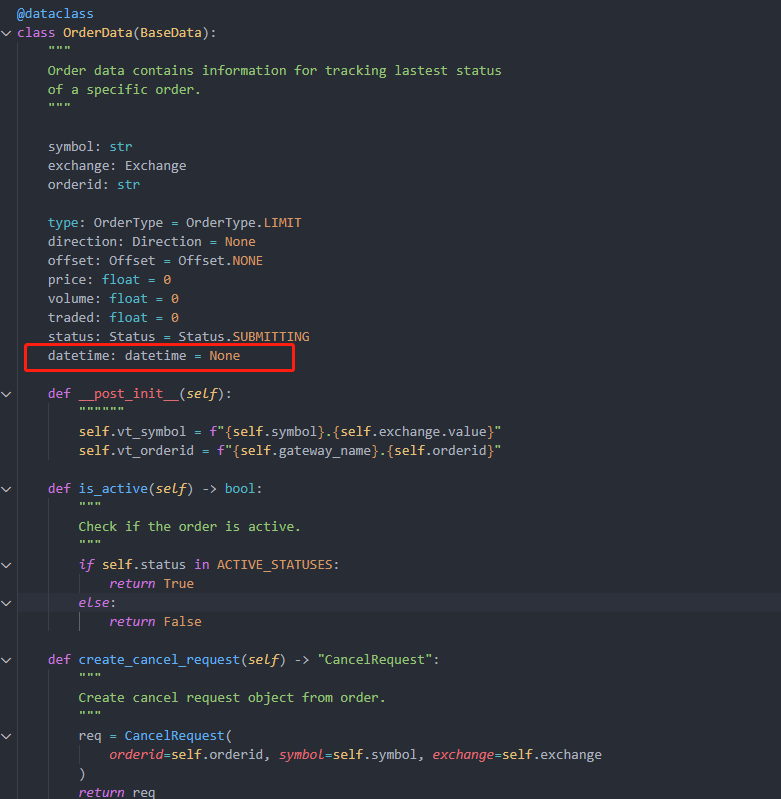 @dataclass
class OrderData(BaseData):
"""
Order data contains information for tracking lastest status
of a specific order.
"""
symbol: str
exchange: Exchange
orderid: str
type: OrderType = OrderType.LIMIT
direction: Direction = None
offset: Offset = Offset.NONE
price: float = 0
volume: float = 0
traded: float = 0
status: Status = Status.SUBMITTING
datetime: datetime = None
def __post_init__(self):
""""""
self.vt_symbol = f"{self.symbol}.{self.exchange.value}"
self.vt_orderid = f"{self.gateway_name}.{self.orderid}"
def is_active(self) -> bool:
"""
Check if the order is active.
"""
if self.status in ACTIVE_STATUSES:
return True
else:
return False
def create_cancel_request(self) -> "CancelRequest":
"""
Create cancel request object from order.
"""
req = CancelRequest(
orderid=self.orderid, symbol=self.symbol, exchange=self.exchange
)
return req